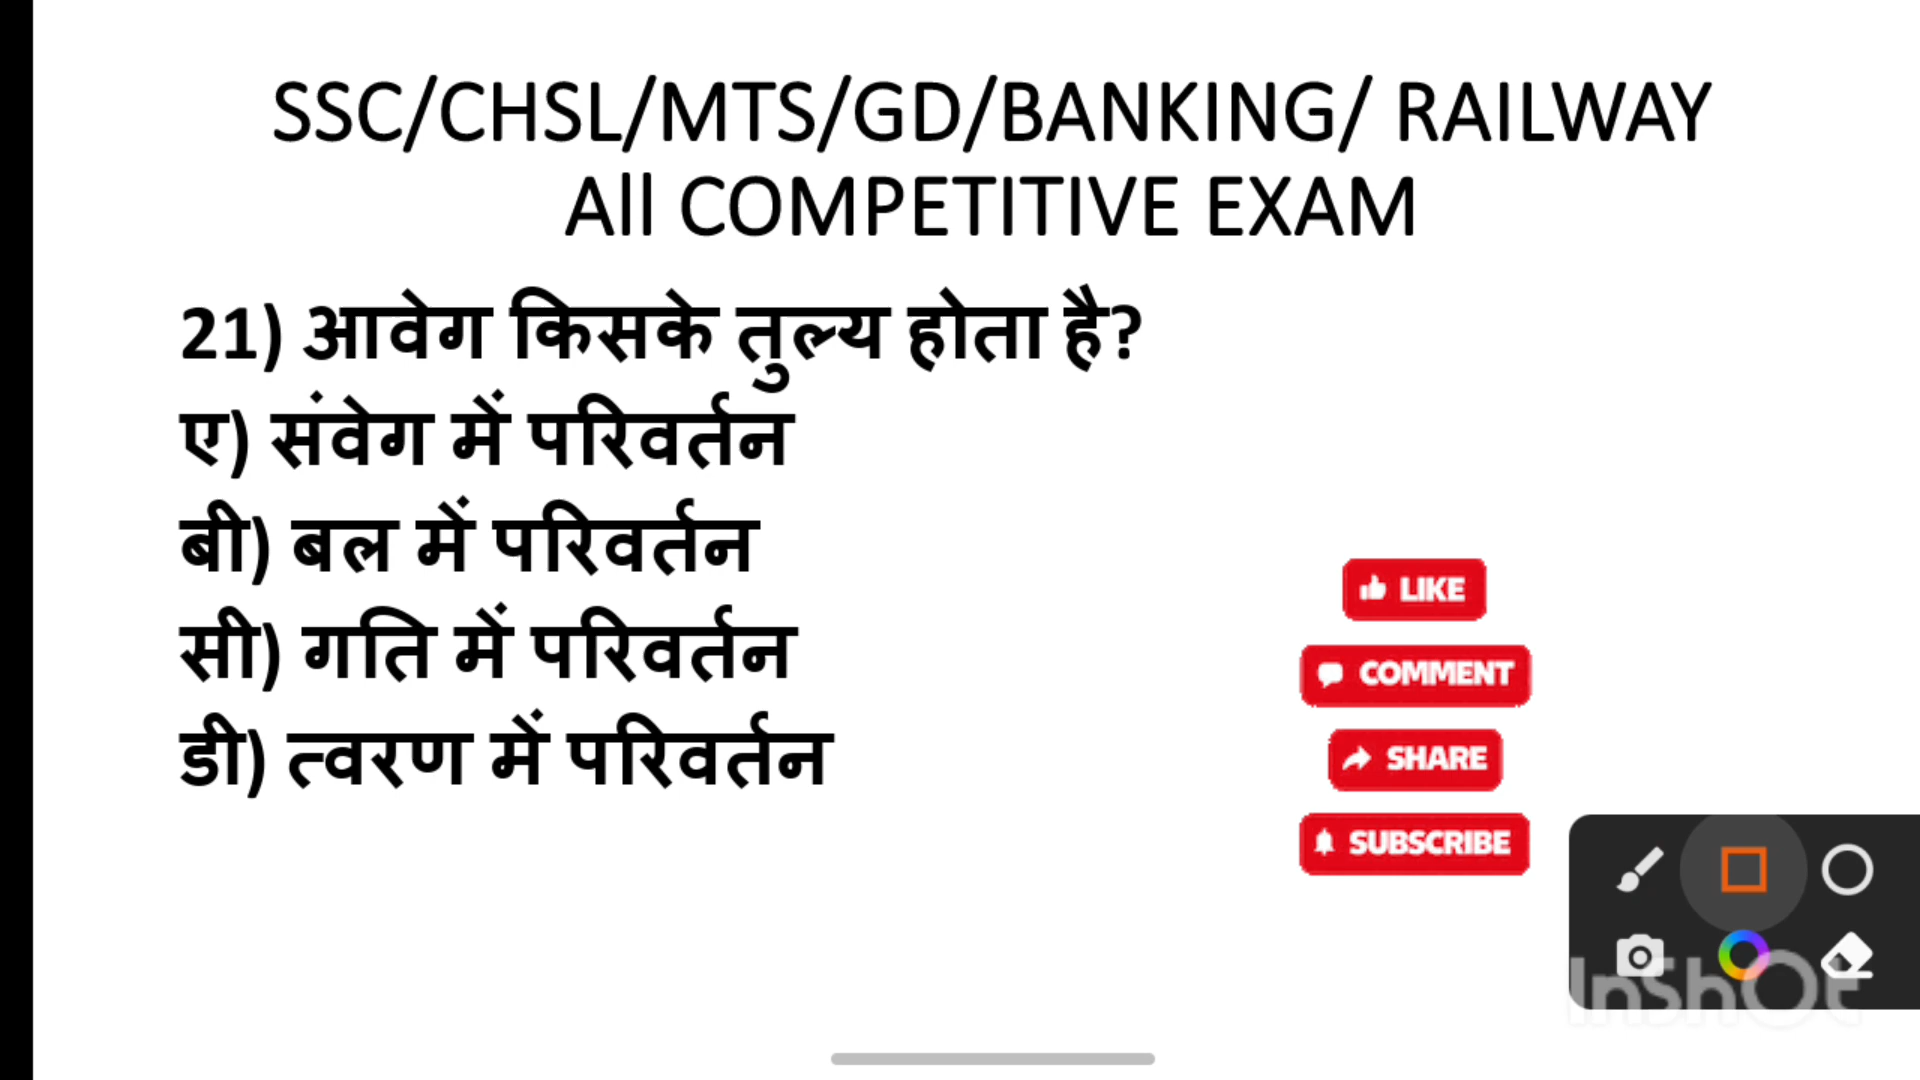 SSC/CHSL/MTS/GD/BANKING/ RAILWAY
All COMPETITIVE EXAM
21) आवेग किसके तुल्य होता है?
ए) संवेग में परिवर्तन
बी) बल में परिवर्तन
सी) गति में परिवर्तन
डी) त्वरण में परिवर्तन
LIKE
COMMENT
SHARE
SUBSCRIBE
InShOt